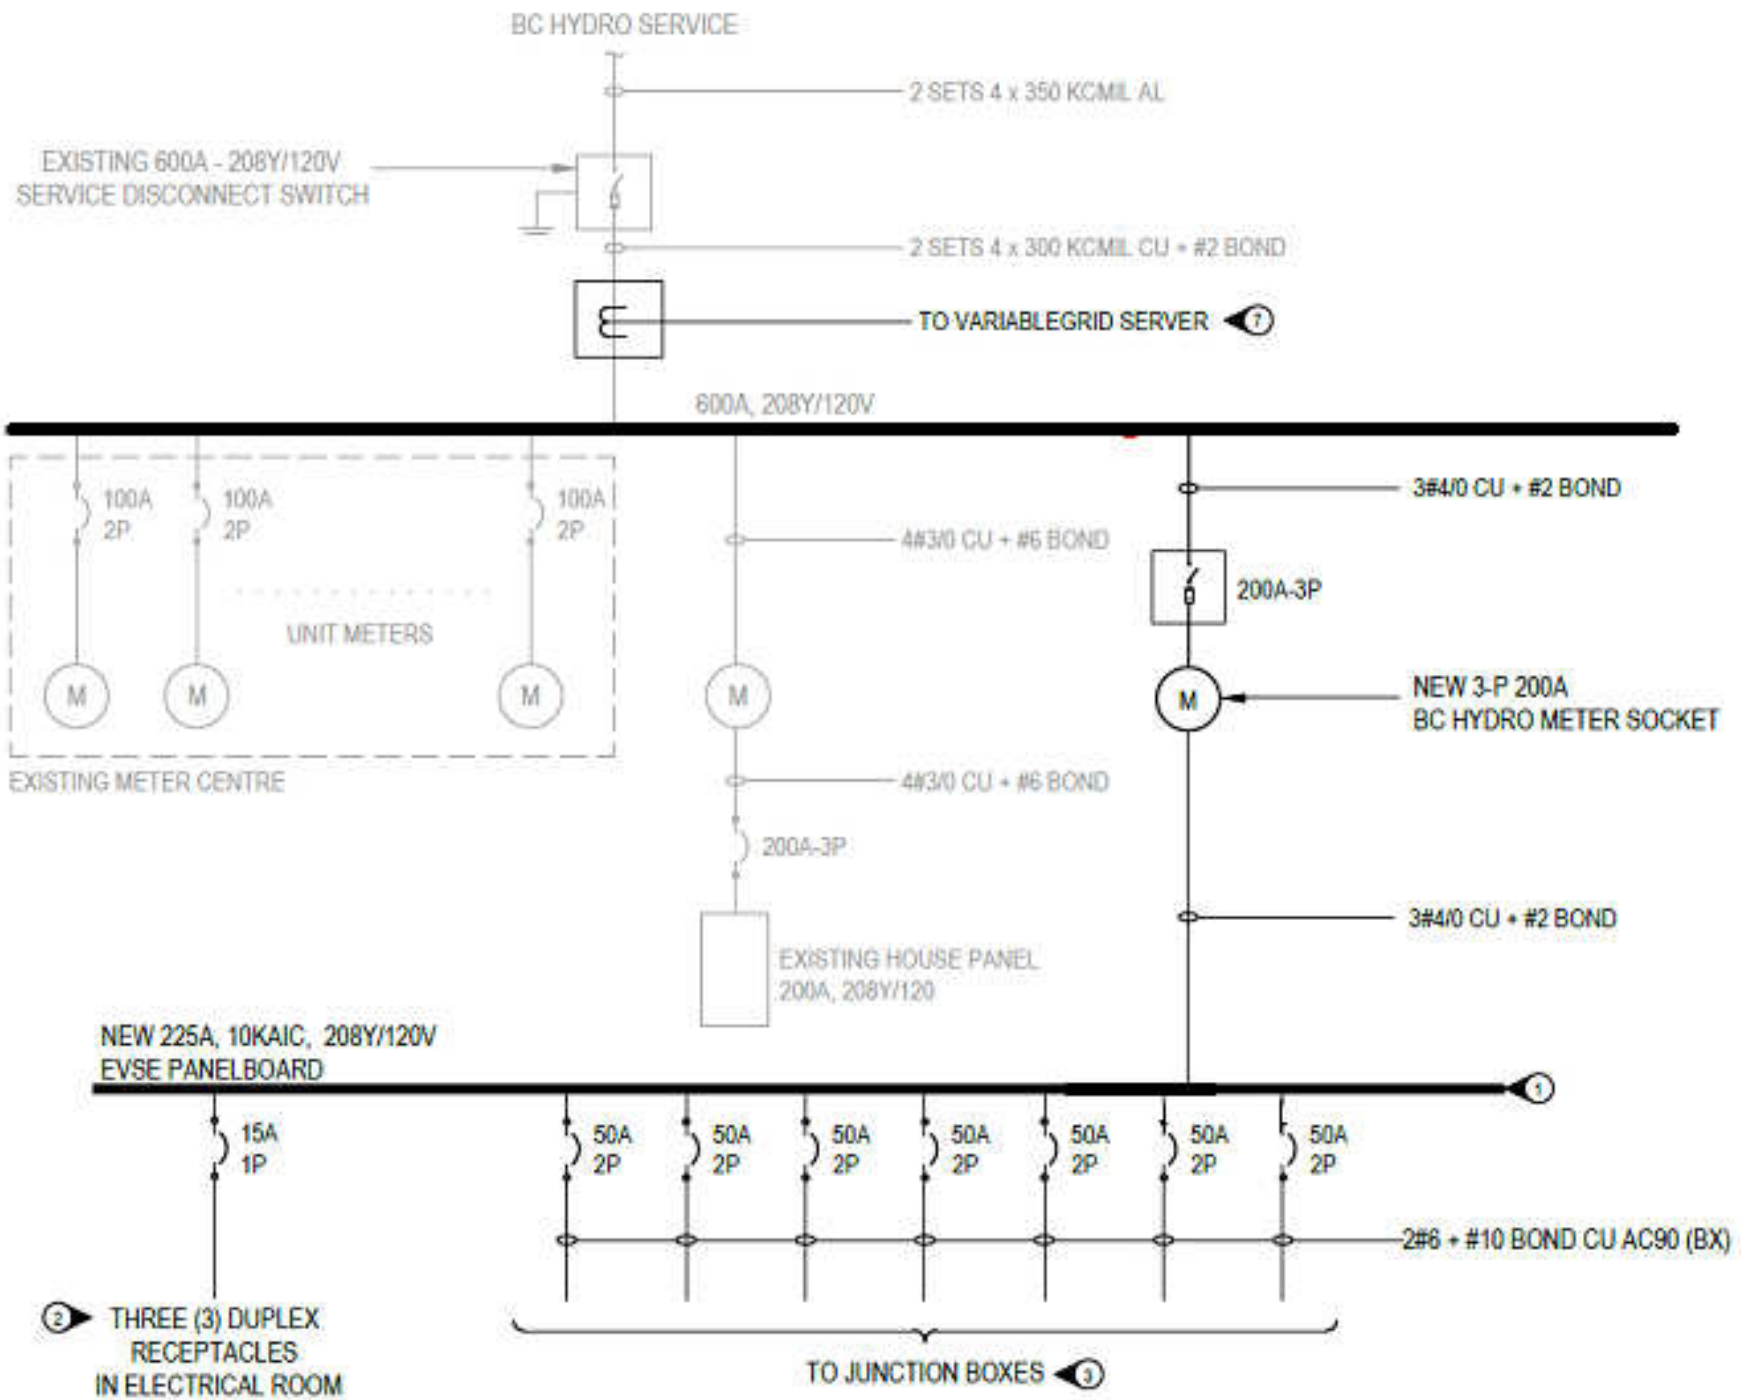 BC HYDRO SERVICE
2 SETS 4 x 350 KCMIL AL
EXISTING 600A - 208Y/120V
SERVICE DISCONNECT SWITCH
2 SETS 4 x 300 KCMIL CU + #2 BOND
TO VARIABLEGRID SERVER
7
600A, 208Y/120V
100A
2P
100A
2P
100A
2P
3#4/0 CU + #2 BOND
4#3/0 CU + #6 BOND
200A-3P
UNIT METERS
M
M
M
M
M
NEW 3-P 200A
BC HYDRO METER SOCKET
EXISTING METER CENTRE
4#3/0 CU + #6 BOND
200A-3P
3#4/0 CU + #2 BOND
EXISTING HOUSE PANEL
200A, 208Y/120
NEW 225A, 10KAIC, 208Y/120V
EVSE PANELBOARD
1
15A
1P
50A
2P
50A
2P
50A
2P
50A
2P
50A
2P
50A
2P
50A
2P
2#6 + #10 BOND CU AC90 (BX)
2
THREE (3) DUPLEX
RECEPTACLES
IN ELECTRICAL ROOM
TO JUNCTION BOXES
3